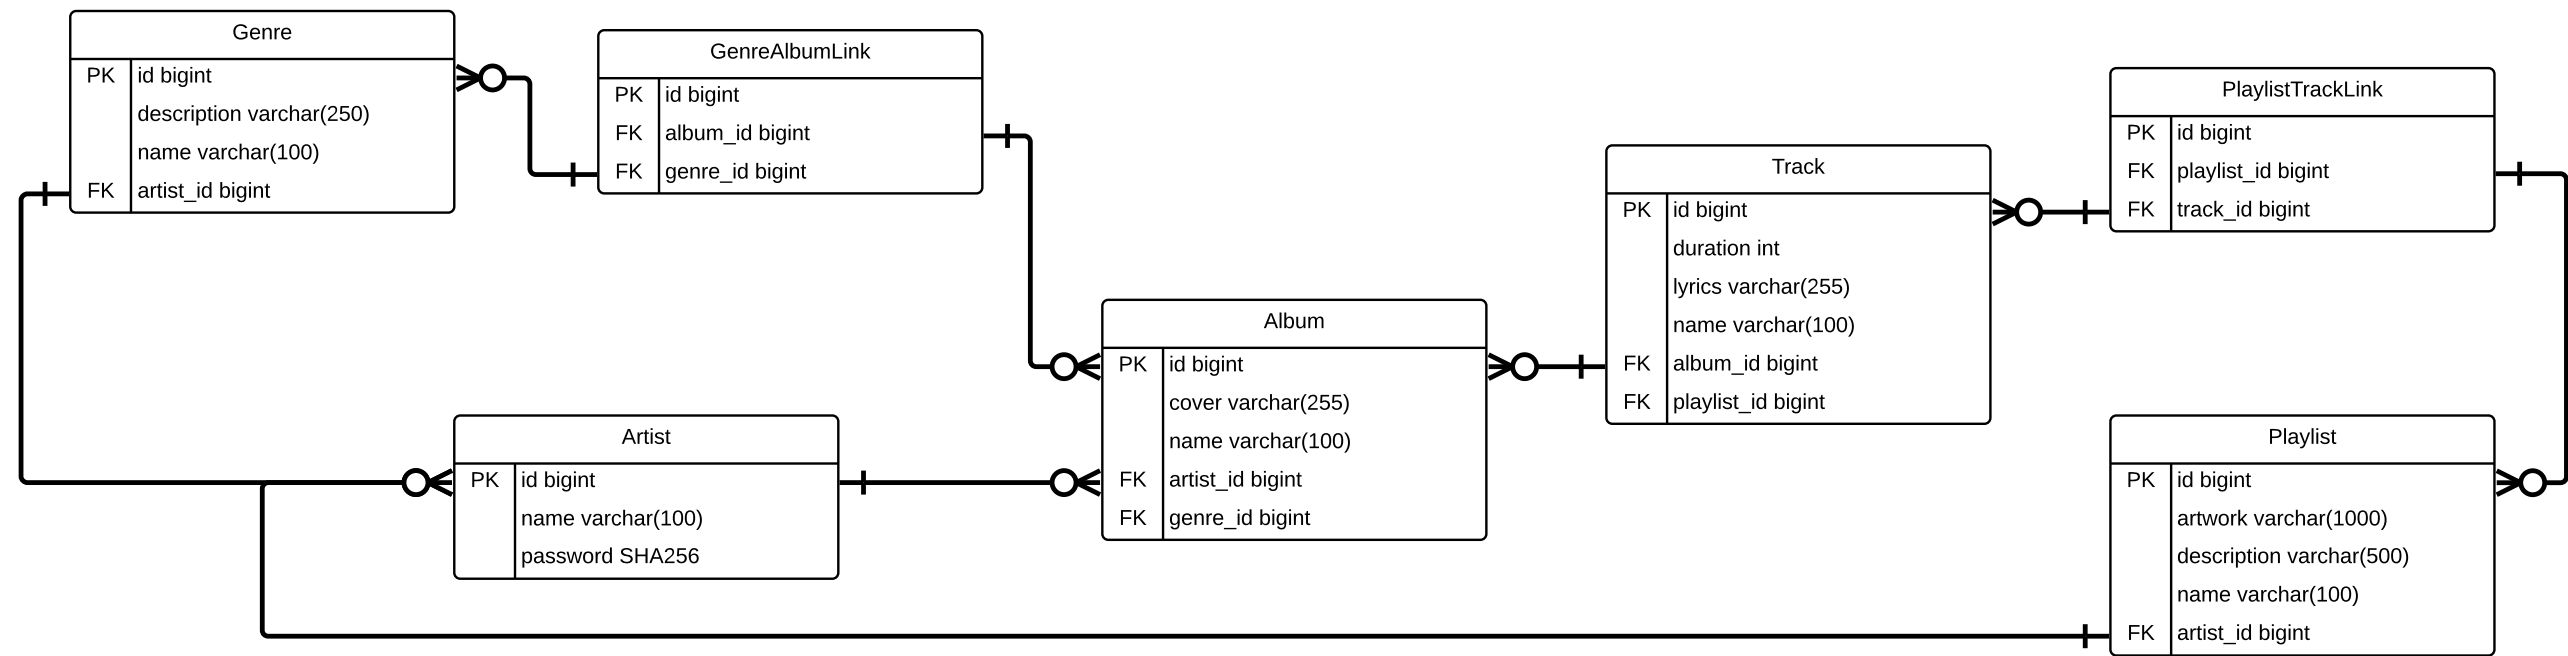 Genre
PK id bigint
description varchar(250)
name varchar(100)
FK artist_id bigint
GenreAlbumLink
PK id bigint
FK album_id bigint
FK genre_id bigint
Artist
PK id bigint
name varchar(100)
password SHA256
Album
PK id bigint
cover varchar(255)
name varchar(100)
FK artist_id bigint
FK genre_id bigint
Track
PK id bigint
duration int
lyrics varchar(255)
name varchar(100)
FK album_id bigint
FK playlist_id bigint
PlaylistTrackLink
PK id bigint
FK playlist_id bigint
FK track_id bigint
Playlist
PK id bigint
artwork varchar(1000)
description varchar(500)
name varchar(100)
FK artist_id bigint